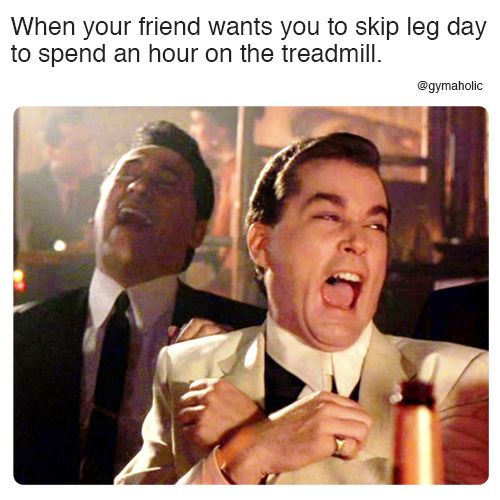 When your friend wants you to skip leg day
to spend an hour on the treadmill.
@gymaholic